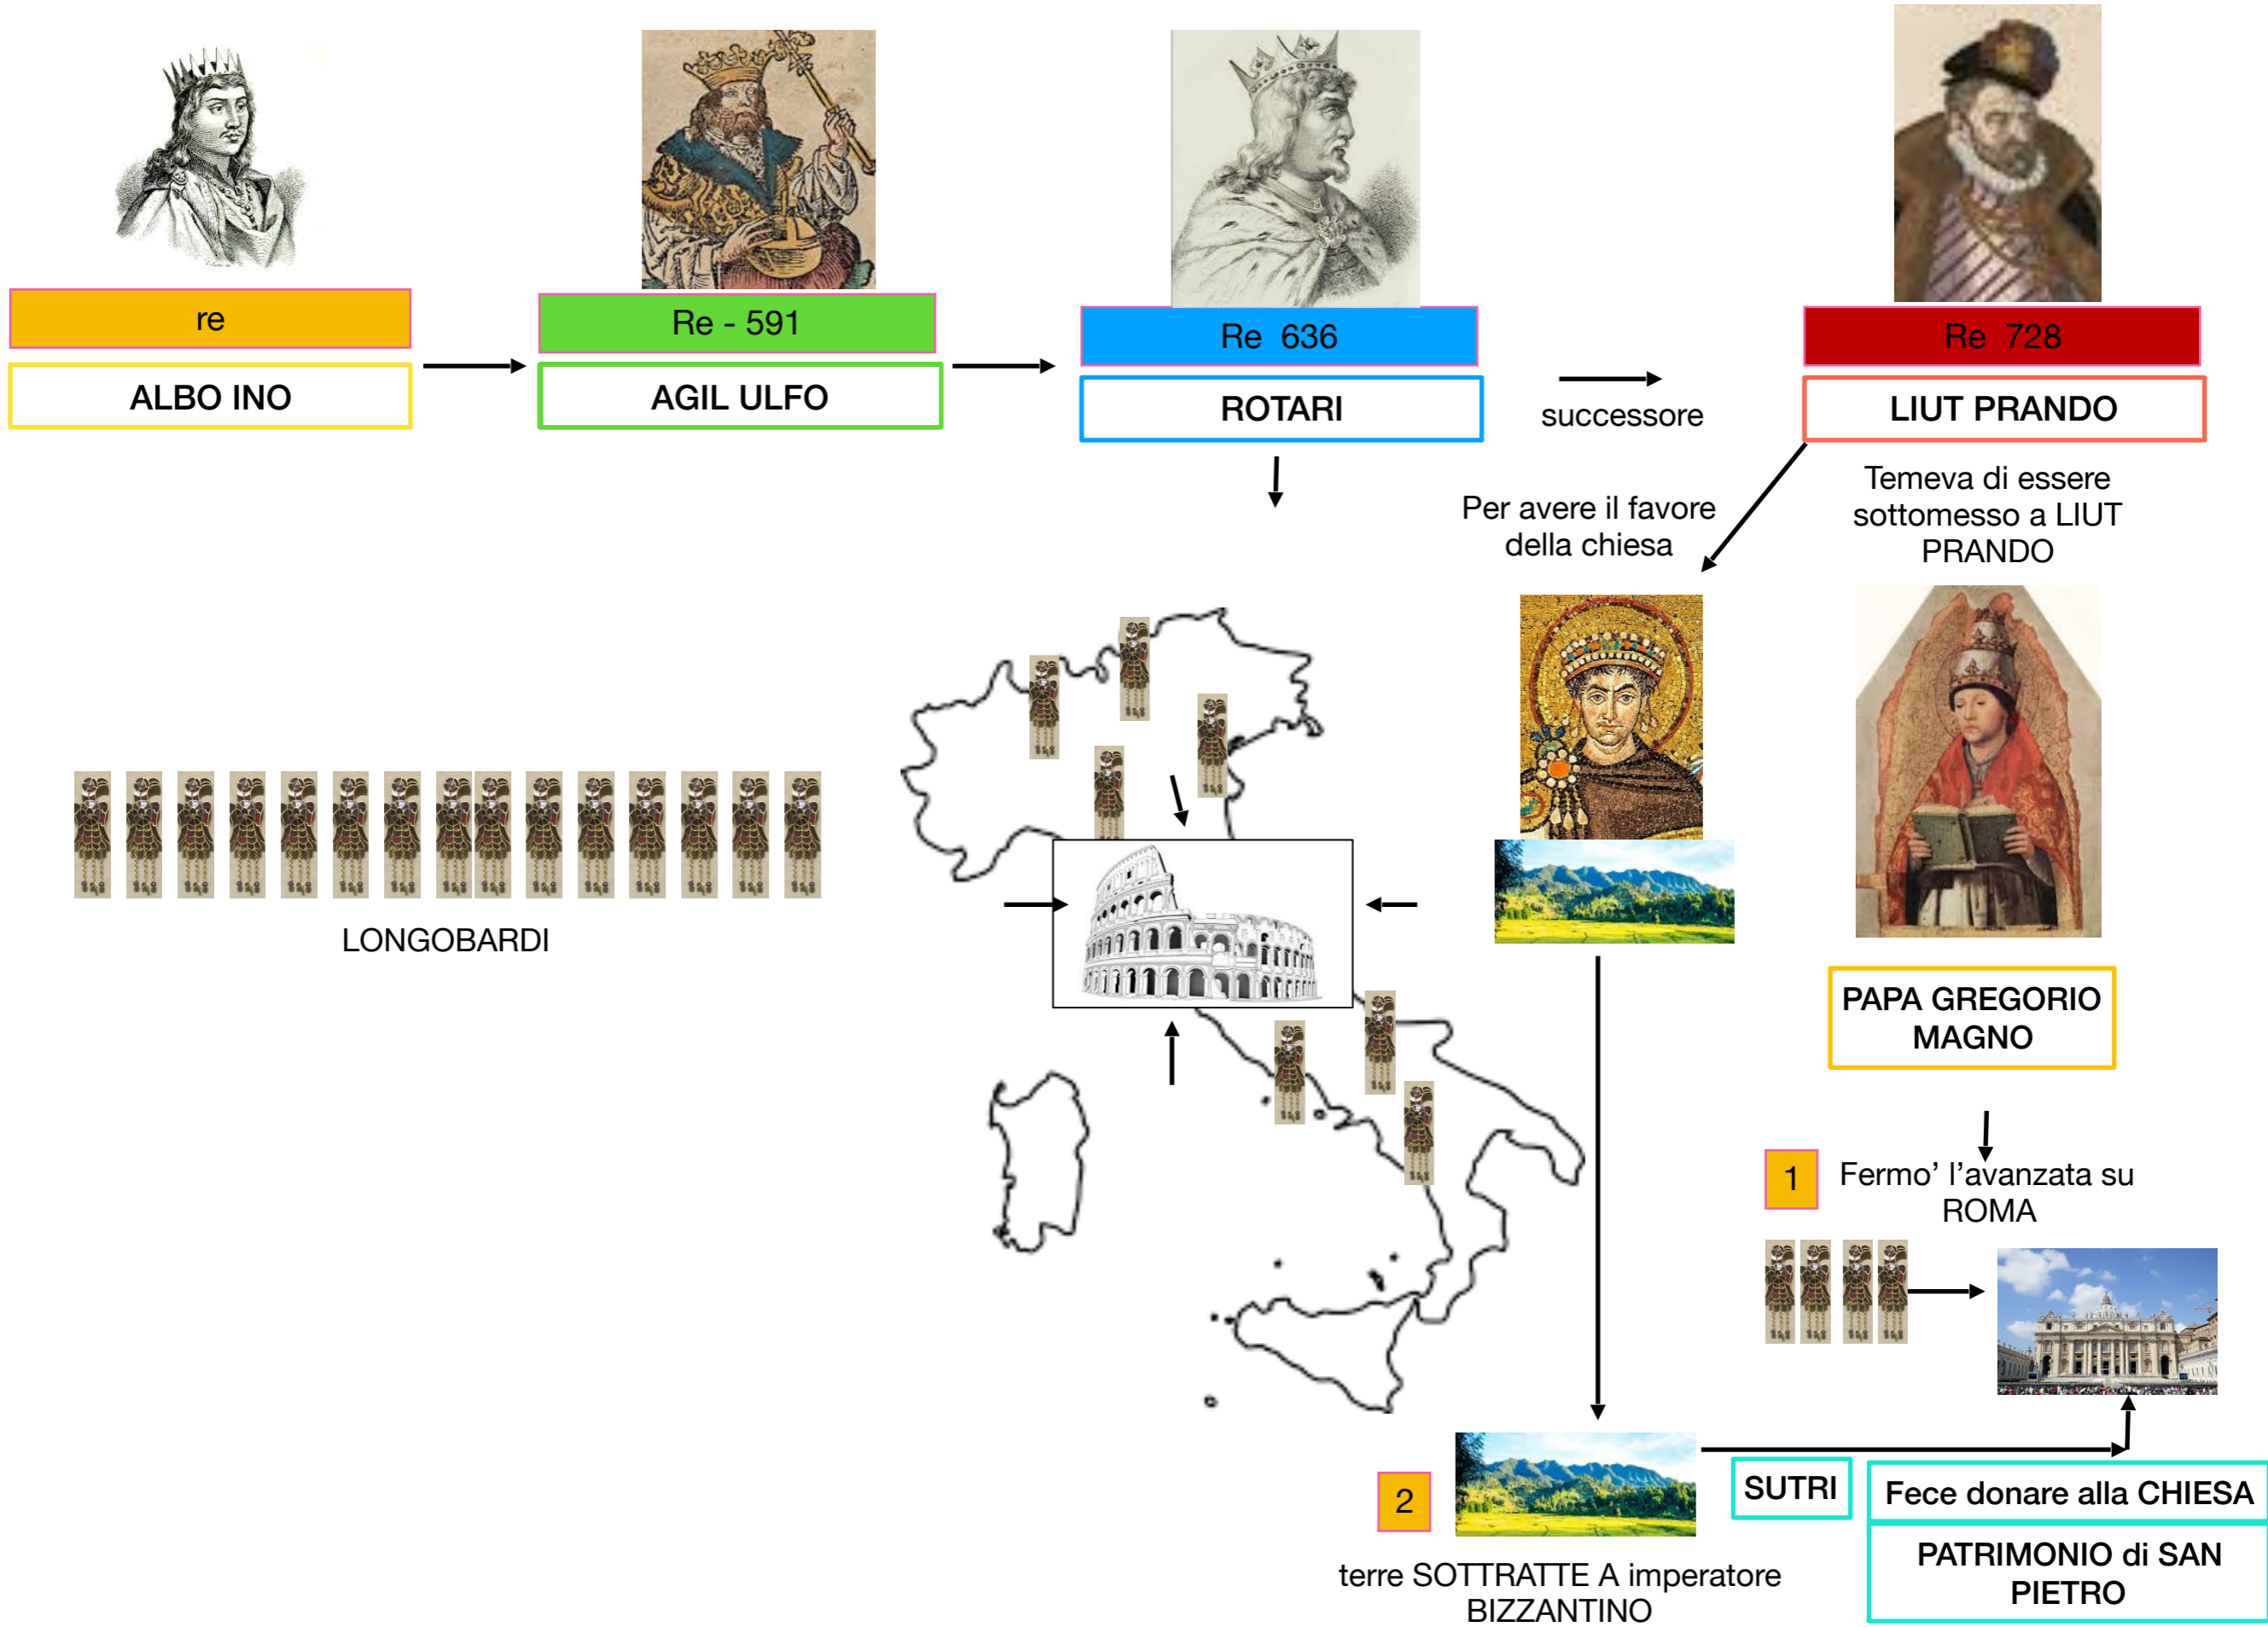 re
ALBO INO
Re - 591
AGIL ULFO
Re 636
ROTARI
successore
Re 728
LIUT PRANDO
Per avere il favore
della chiesa
Temeva di essere
sottomesso a LIUT
PRANDO
LONGOBARDI
PAPA GREGORIO
MAGNO
1
Fermo’ l’avanzata su
ROMA
2
terre SOTTRATTE A imperatore
BIZZANTINO
SUTRI
Fece donare alla CHIESA
PATRIMONIO di SAN
PIETRO